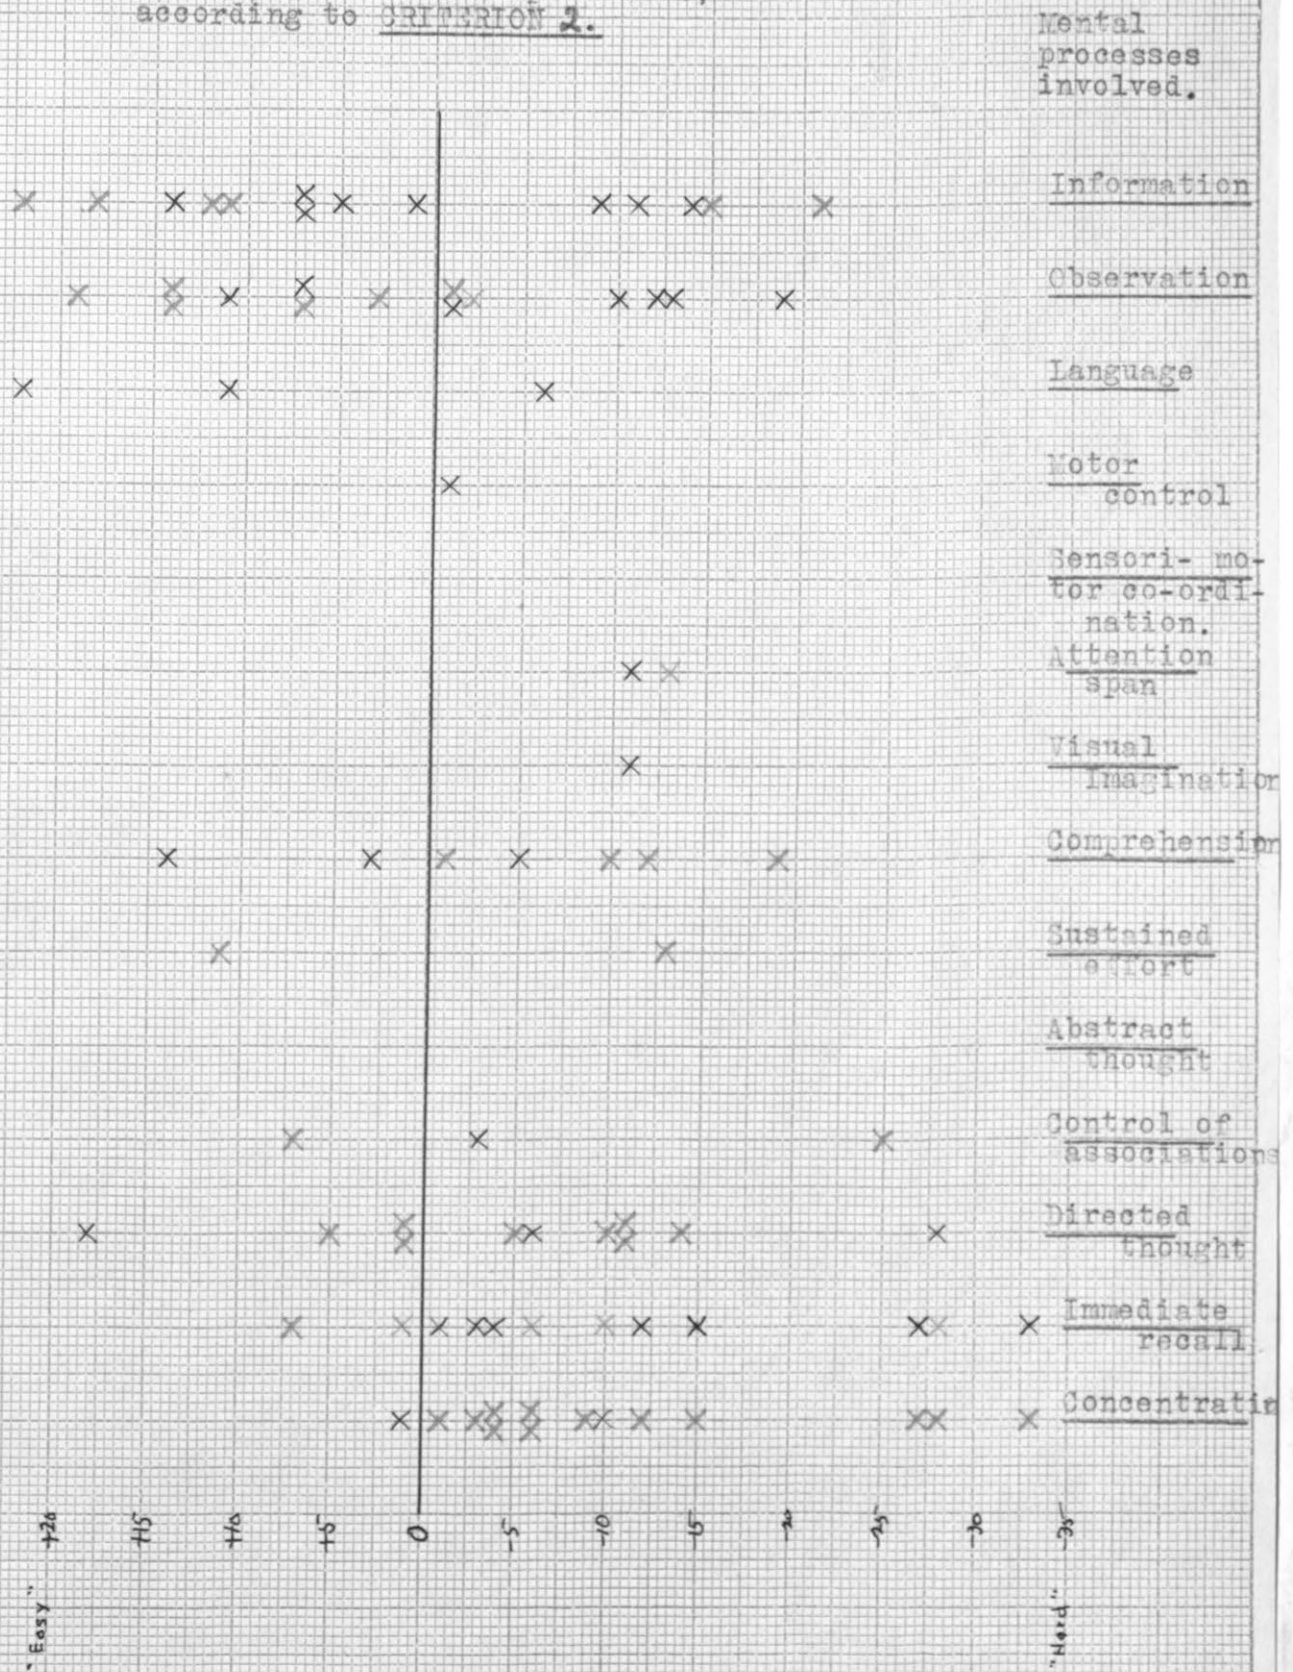 according to CRITERION 2.
Mental
processes
involved.
Information
Observation
Language
Motor
control
Sensori- mo-
tor co-ordi-
nation.
Attention
span
Visual
Imagination
Comprehension
Sustained
effort
Abstract
thought
Control of
associations
Directed
thought
Immediate
recall
Concentratin
+20 +15 +10 +5 0 -5 -10 -15 -20 -25 -30 -35
"Easy" "Hard"